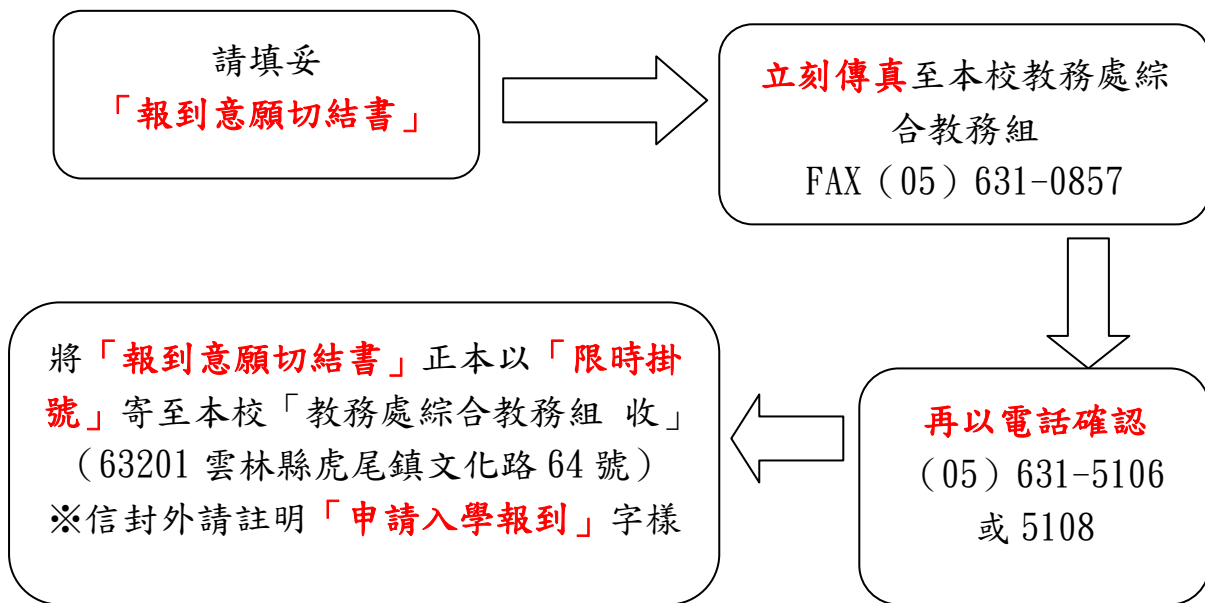 請填妥
「報到意願切結書」
立刻傳真至本校教務處綜
合教務組
FAX（05）631-0857
再以電話確認
（05）631-5106
或 5108
將「報到意願切結書」正本以「限時掛
號」寄至本校「教務處綜合教務組 收」
（63201 雲林縣虎尾鎮文化路 64 號）
※信封外請註明「申請入學報到」字樣